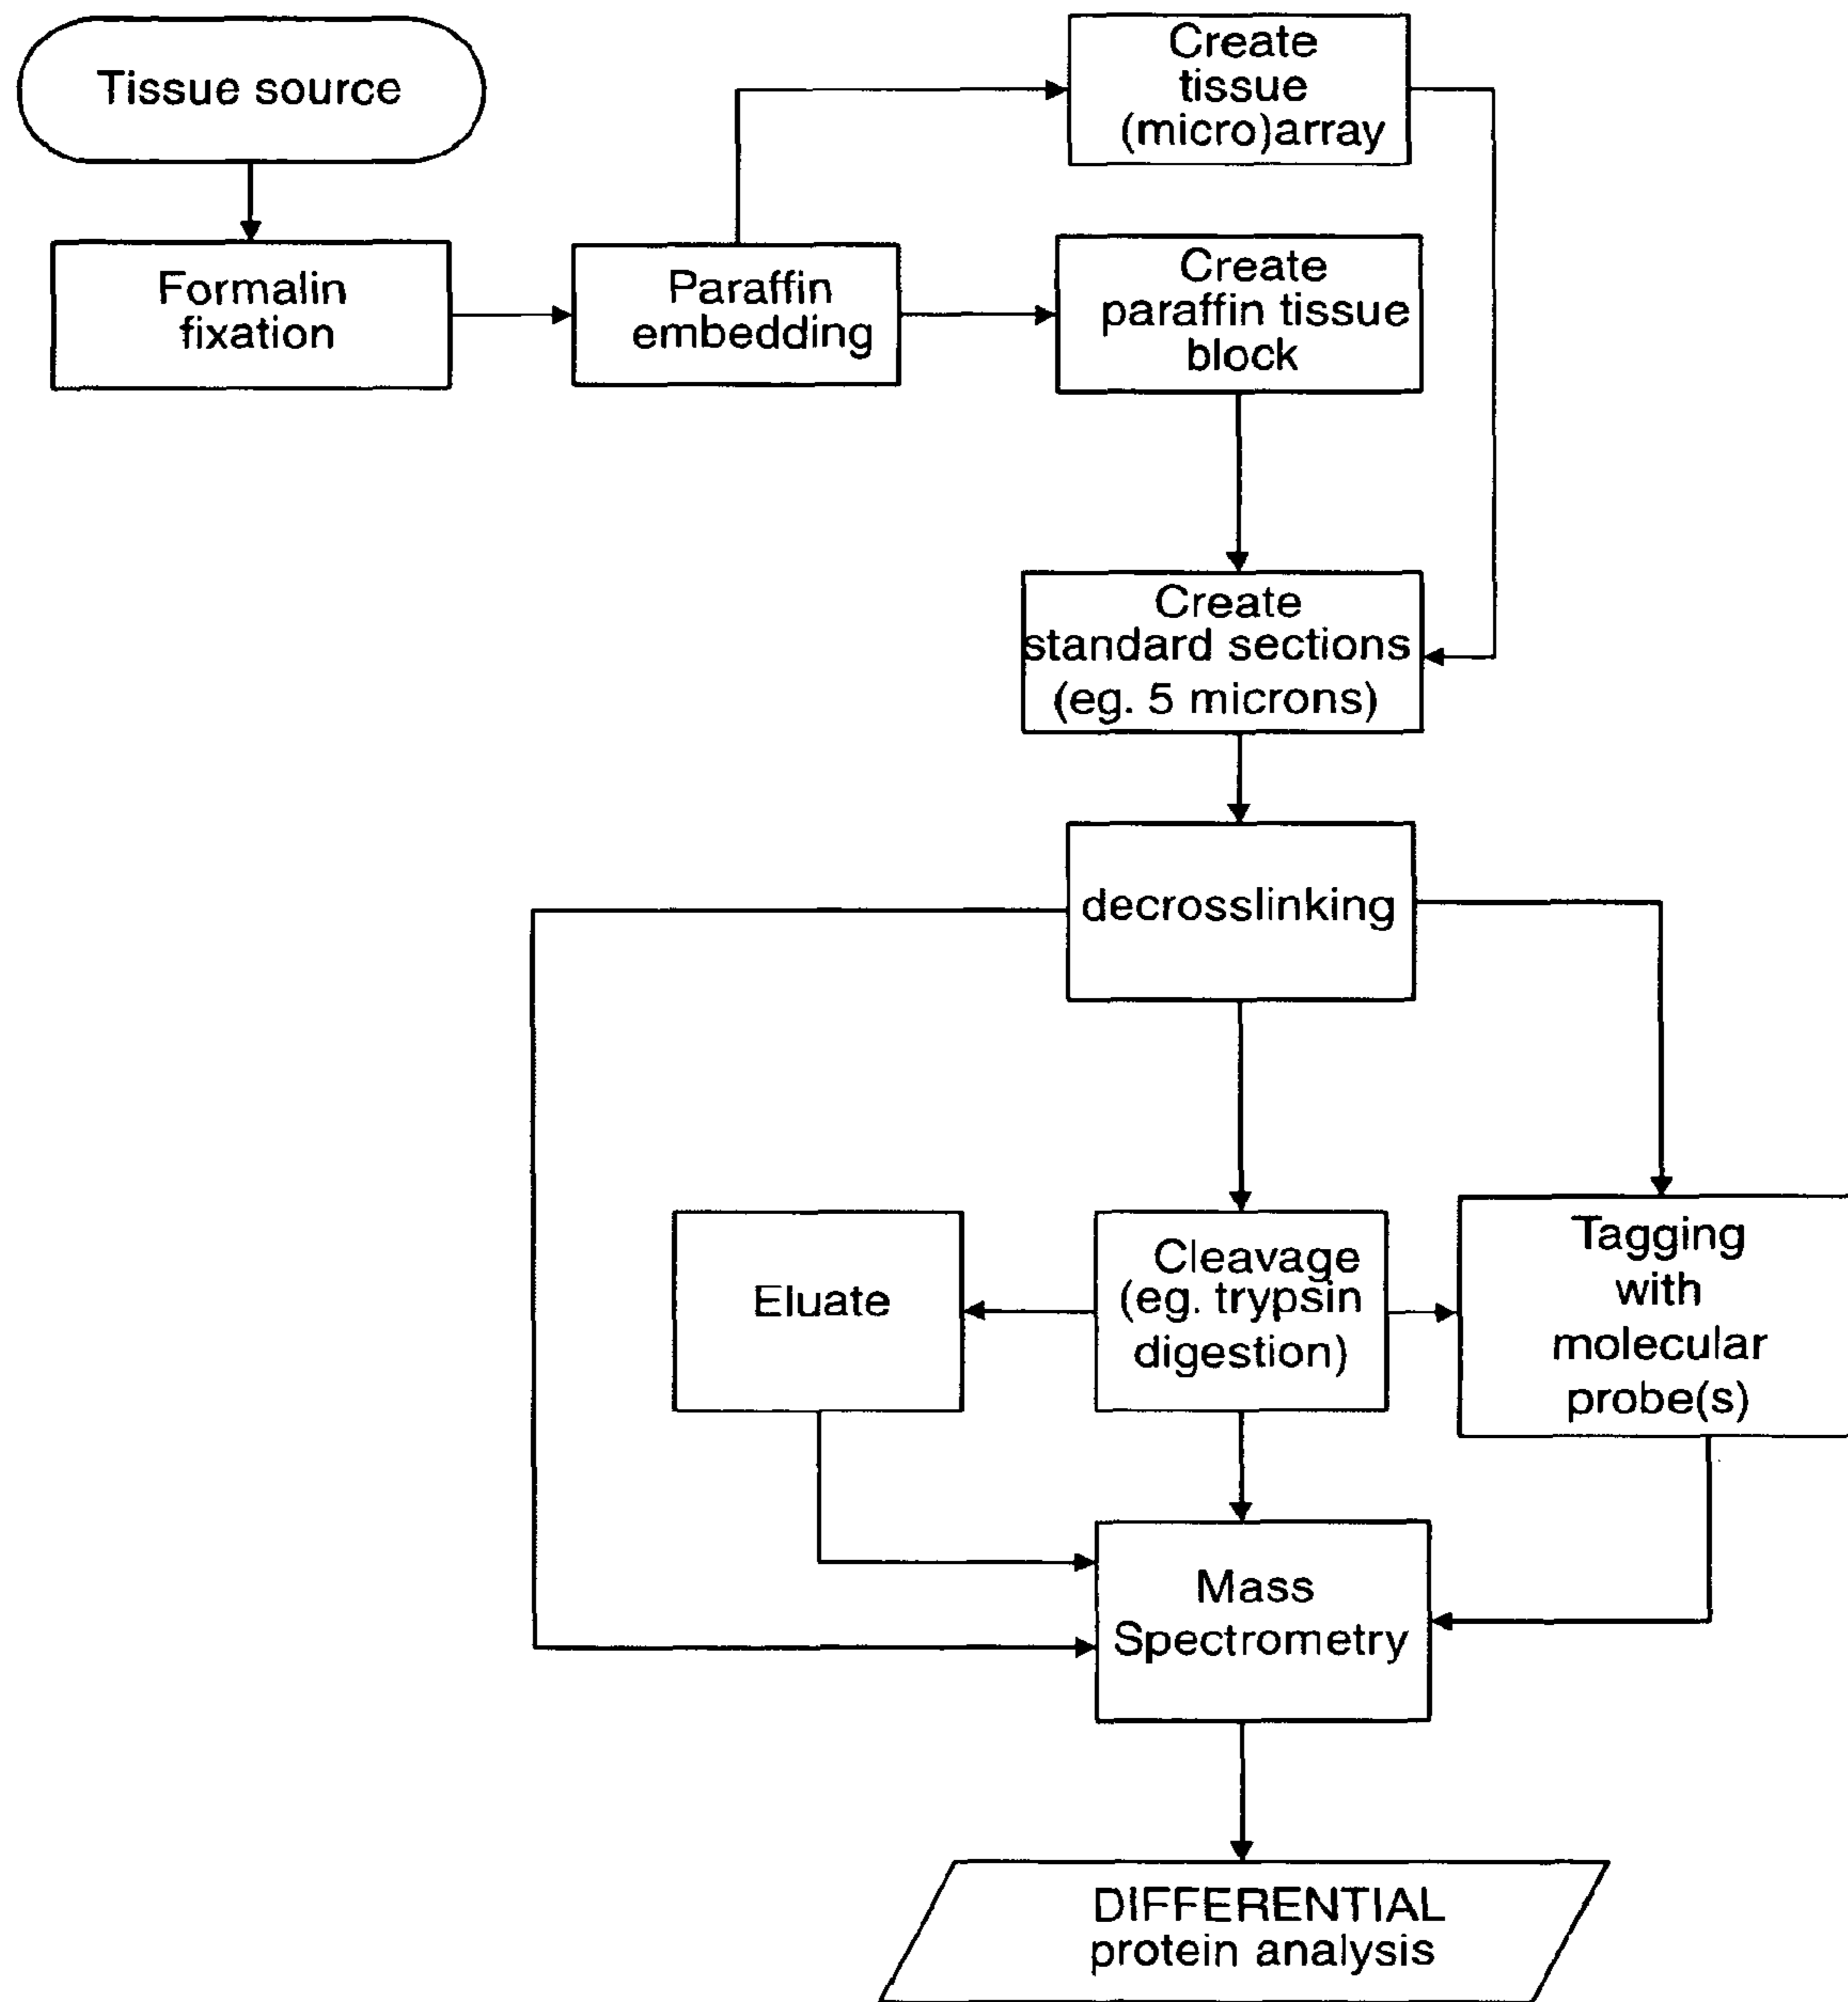 Tissue source
Create
tissue
(micro)array
Formalin
fixation
Paraffin
embedding
Create
paraffin tissue
block
Create
standard sections
(eg. 5 microns)
decrosslinking
Eluate
Cleavage
(eg. trypsin
digestion)
Tagging
with
molecular
probe(s)
Mass
Spectrometry
DIFFERENTIAL
protein analysis